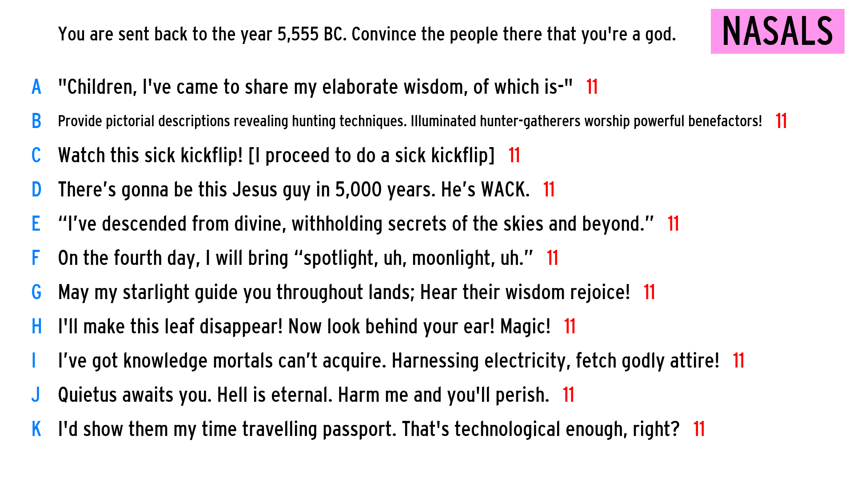 You are sent back to the year 5,555 BC. Convince the people there that you're a god.
NASALS
A "Children, I've came to share my elaborate wisdom, of which is-" 11
B Provide pictorial descriptions revealing hunting techniques. Illuminated hunter-gatherers worship powerful benefactors! 11
C Watch this sick kickflip! [I proceed to do a sick kickflip] 11
D There’s gonna be this Jesus guy in 5,000 years. He’s WACK. 11
E “I’ve descended from divine, withholding secrets of the skies and beyond.” 11
F On the fourth day, I will bring “spotlight, uh, moonlight, uh.” 11
G May my starlight guide you throughout lands; Hear their wisdom rejoice! 11
H I'll make this leaf disappear! Now look behind your ear! Magic! 11
I I’ve got knowledge mortals can’t acquire. Harnessing electricity, fetch godly attire! 11
J Quietus awaits you. Hell is eternal. Harm me and you'll perish. 11
K I'd show them my time travelling passport. That's technological enough, right? 11